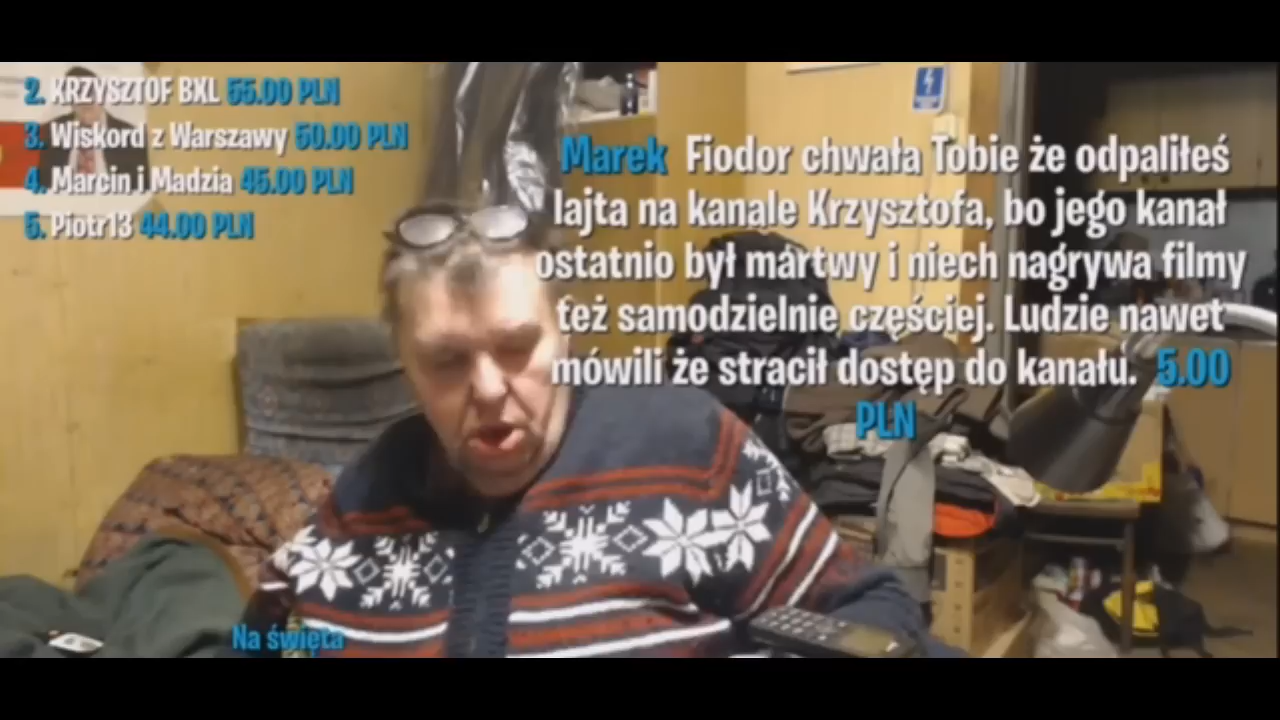 2. KRZYSZTOF BXL 55.00 PLN
3. Wiskord z Warszawy 50.00 PLN
4. Marcin i Madzia 45.00 PLN
5. Piotr13 44.00 PLN
Marek Fiodor chwała Tobie że odpaliłeś
lajta na kanale Krzysztofa, bo jego kanał
ostatnio był martwy i niech nagrywa filmy
też samodzielnie częściej. Ludzie nawet
mówili że stracił dostęp do kanału. 5.00
PLN
Na święta